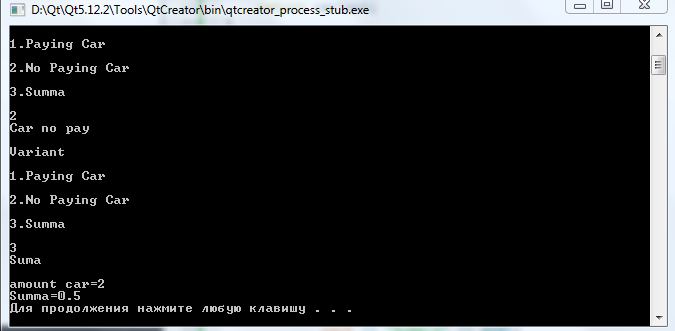 D:\Qt\Qt5.12.2\Tools\QtCreator\bin\qtcreator_process_stub.exe
1.Paying Car
2.No Paying Car
3.Summa
2
Car no pay
Variant
1.Paying Car
2.No Paying Car
3.Summa
3
Suma
amount car=2
Summa=0.5
Для продолжения нажмите любую клавишу . . .